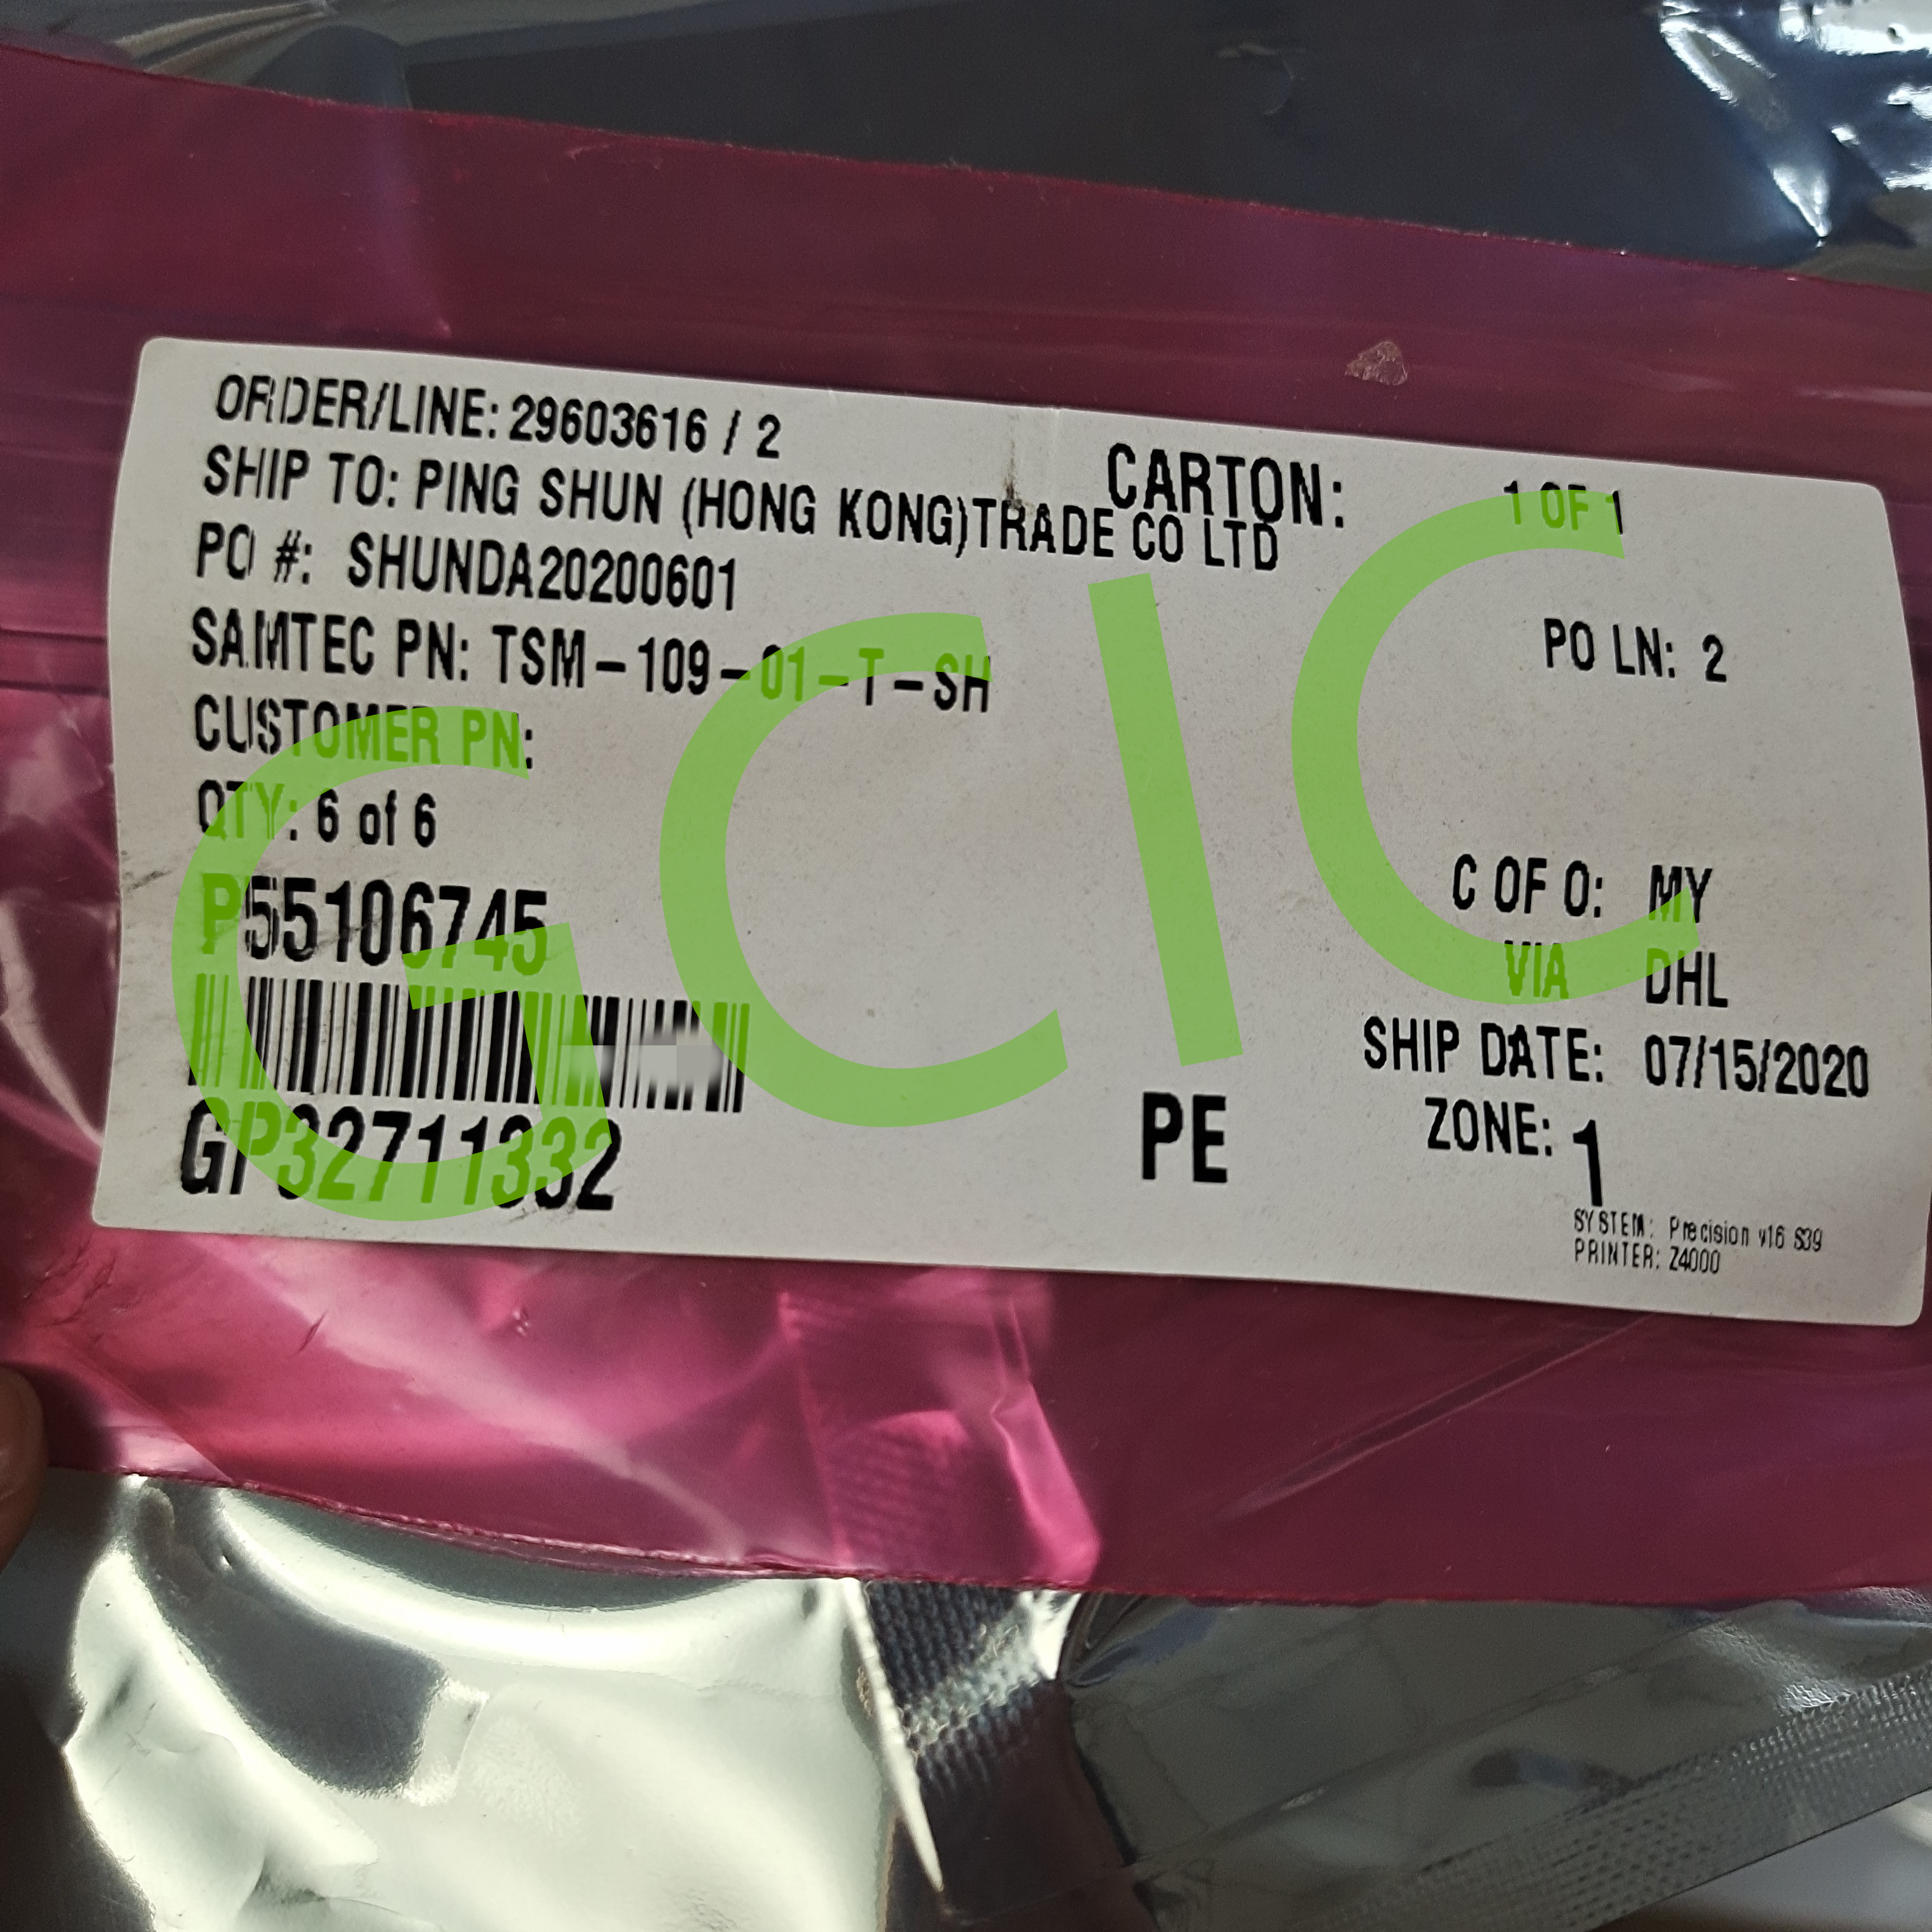 ORDER/LINE: 29603616 / 2
CARTON: 1 OF 1
SHIP TO: PING SHUN (HONG KONG)TRADE CO LTD
PO #: SHUNDA20200601
PO LN: 2
SAMTEC PN: TSM-109-01-T-SH
CUSTOMER PN:
QTY: 6 of 6
P55106745
C OF O: MY
VIA DHL
SHIP DATE: 07/15/2020
GP32711332
PE
ZONE: 1
SYSTEM: Precision v16 S39
PRINTER: Z4000
GCIC